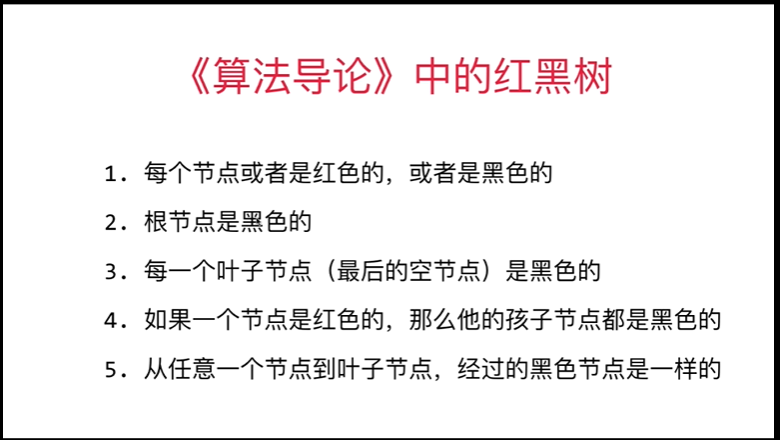 《算法导论》中的红黑树
1. 每个节点或者是红色的，或者是黑色的
2. 根节点是黑色的
3. 每一个叶子节点（最后的空节点）是黑色的
4. 如果一个节点是红色的，那么他的孩子节点都是黑色的
5. 从任意一个节点到叶子节点，经过的黑色节点是一样的